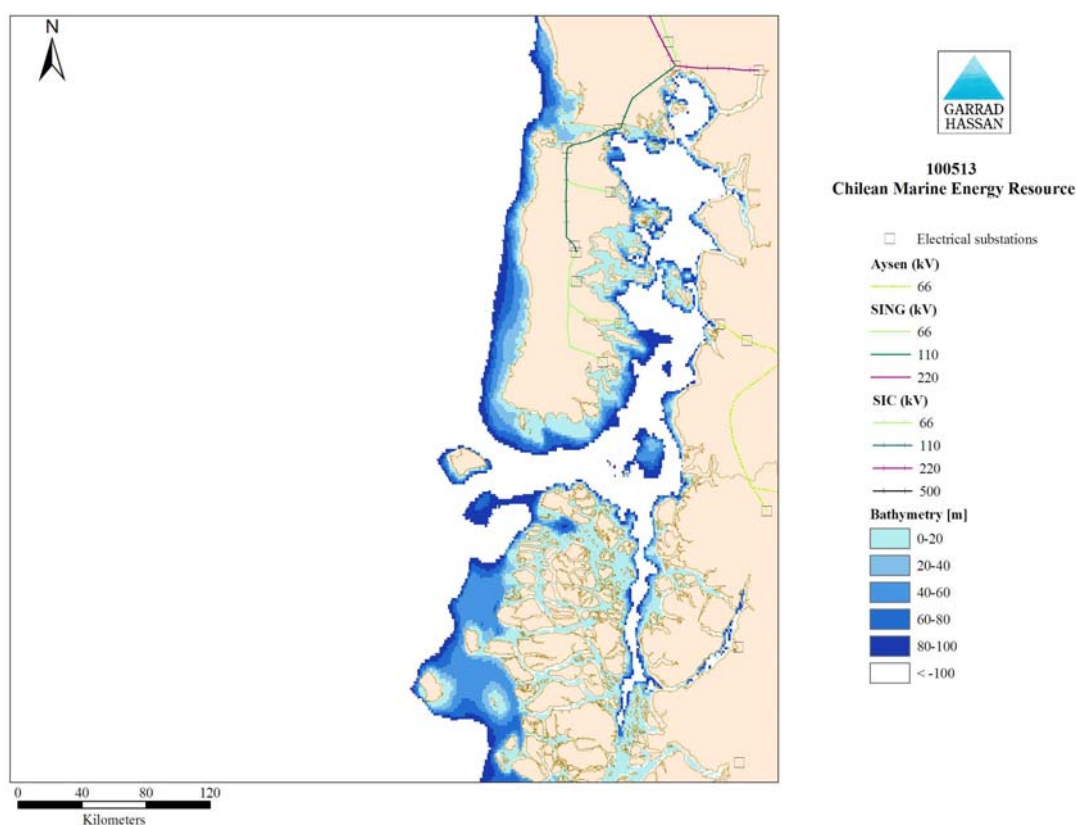 N
GARRAD
HASSAN
100513
Chilean Marine Energy Resource
Electrical substations
Aysen (kV)
66
SING (kV)
66
110
220
SIC (kV)
66
110
220
500
Bathymetry [m]
0-20
20-40
40-60
60-80
80-100
< -100
0 40 80 120
Kilometers